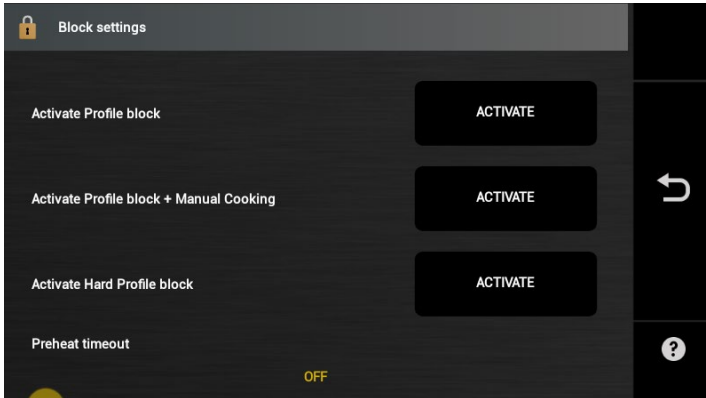 Block settings
Activate Profile block
ACTIVATE
Activate Profile block + Manual Cooking
ACTIVATE
Activate Hard Profile block
ACTIVATE
Preheat timeout
OFF
?